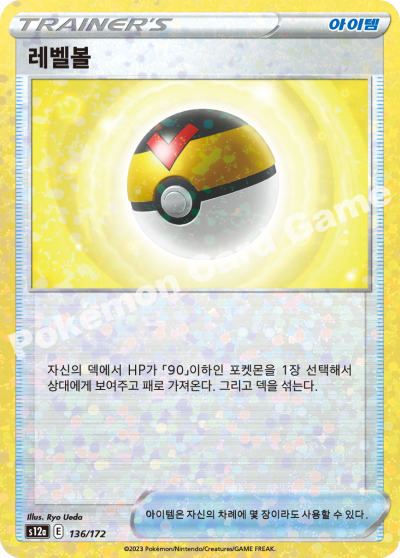 TRAINER'S
아이템
레벨볼
Pokémon Card Game
자신의 덱에서 HP가 「90」이하인 포켓몬을 1장 선택해서
상대에게 보여주고 패로 가져온다. 그리고 덱을 섞는다.
Illus. Ryo Ueda
s12a E 136/172
아이템은 자신의 차례에 몇 장이라도 사용할 수 있다.
©2023 Pokémon/Nintendo/Creatures/GAME FREAK.